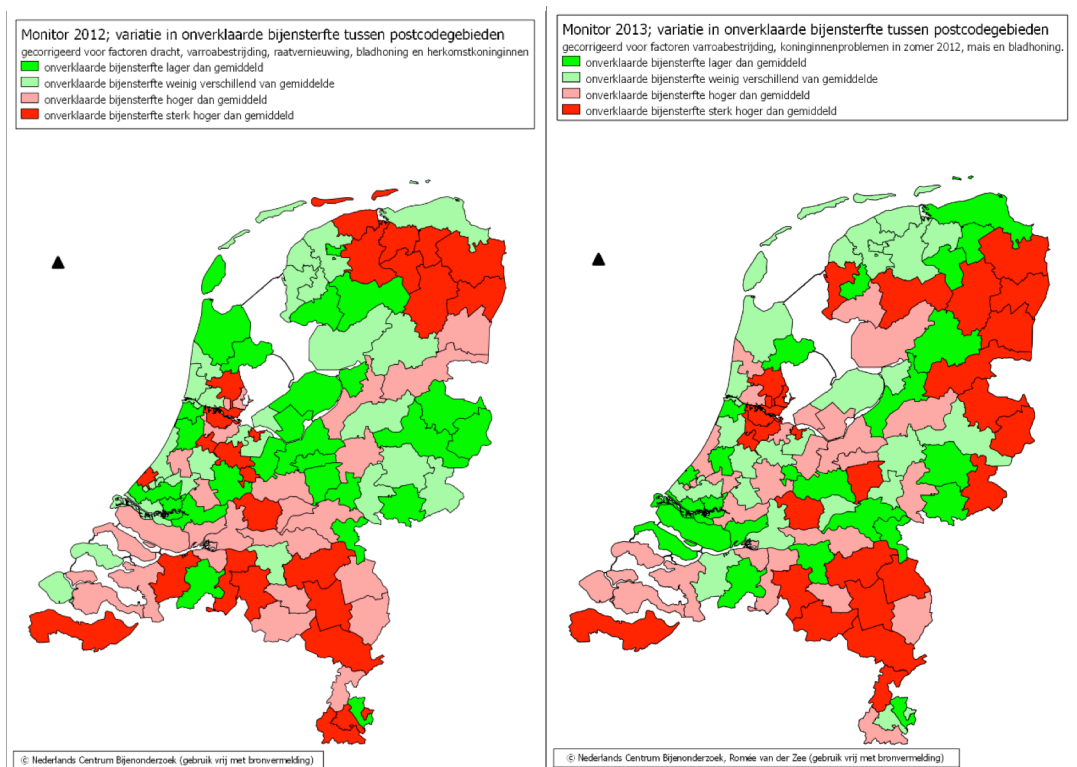 Monitor 2012; variatie in onverklaarde bijensterfte tussen postcodegebieden
gecorrigeerd voor factoren dracht, varroabestrijding, raatvernieuwing, bladhoning en herkomstkoninginnen
onverklaarde bijensterfte lager dan gemiddeld
onverklaarde bijensterfte weinig verschillend van gemiddelde
onverklaarde bijensterfte hoger dan gemiddeld
onverklaarde bijensterfte sterk hoger dan gemiddeld
© Nederlands Centrum Bijenonderzoek (gebruik vrij met bronvermelding)
Monitor 2013; variatie in onverklaarde bijensterfte tussen postcodegebieden
gecorrigeerd voor factoren varroabestrijding, koninginnenproblemen in zomer 2012, mais en bladhoning.
onverklaarde bijensterfte lager dan gemiddeld
onverklaarde bijensterfte weinig verschillend van gemiddelde
onverklaarde bijensterfte hoger dan gemiddeld
onverklaarde bijensterfte sterk hoger dan gemiddeld
© Nederlands Centrum Bijenonderzoek, Romée van der Zee (gebruik vrij met bronvermelding)